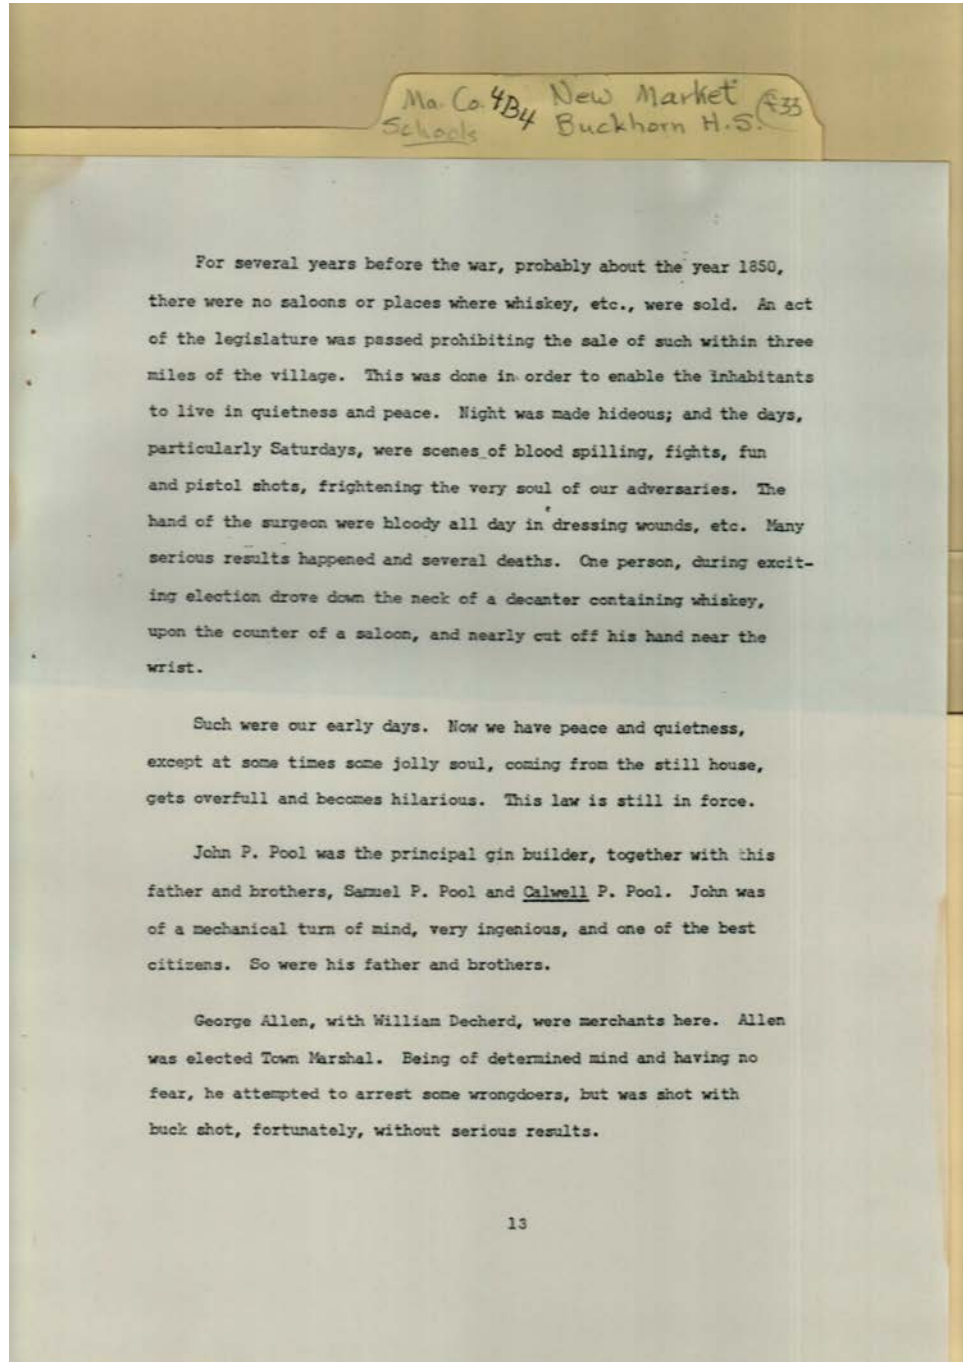 Ma. Co. 4B4 New Market £33
Schools Buckhorn H.S.
For several years before the war, probably about the year 1850,
there were no saloons or places where whiskey, etc., were sold. An act
of the legislature was passed prohibiting the sale of such within three
miles of the village. This was done in order to enable the inhabitants
to live in quietness and peace. Night was made hideous; and the days,
particularly Saturdays, were scenes of blood spilling, fights, fun
and pistol shots, frightening the very soul of our adversaries. The
hand of the surgeon were bloody all day in dressing wounds, etc. Many
serious results happened and several deaths. One person, during excit-
ing election drove down the neck of a decanter containing whiskey,
upon the counter of a saloon, and nearly cut off his hand near the
wrist.
Such were our early days. Now we have peace and quietness,
except at some times some jolly soul, coming from the still house,
gets overfull and becomes hilarious. This law is still in force.
John P. Pool was the principal gin builder, together with this
father and brothers, Samuel P. Pool and Calwell P. Pool. John was
of a mechanical turn of mind, very ingenious, and one of the best
citizens. So were his father and brothers.
George Allen, with William Decherd, were merchants here. Allen
was elected Town Marshal. Being of determined mind and having no
fear, he attempted to arrest some wrongdoers, but was shot with
buck shot, fortunately, without serious results.
13